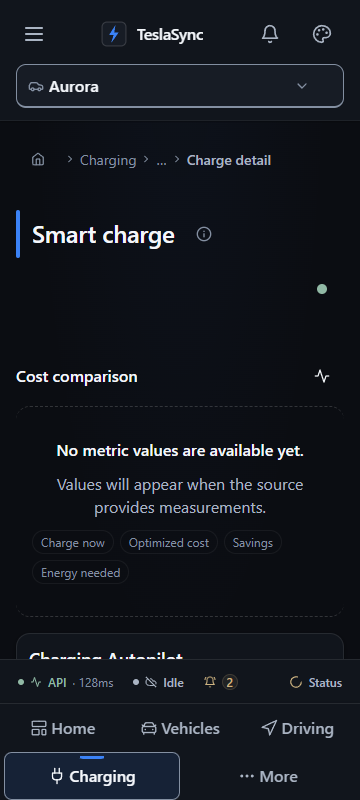 TeslaSync
Aurora
Charging
...
Charge detail
Smart charge
Cost comparison
No metric values are available yet.
Values will appear when the source
provides measurements.
Charge now
Optimized cost
Savings
Energy needed
Charging Autopilot
API · 128ms
Idle
2
Status
Home
Vehicles
Driving
Charging
More